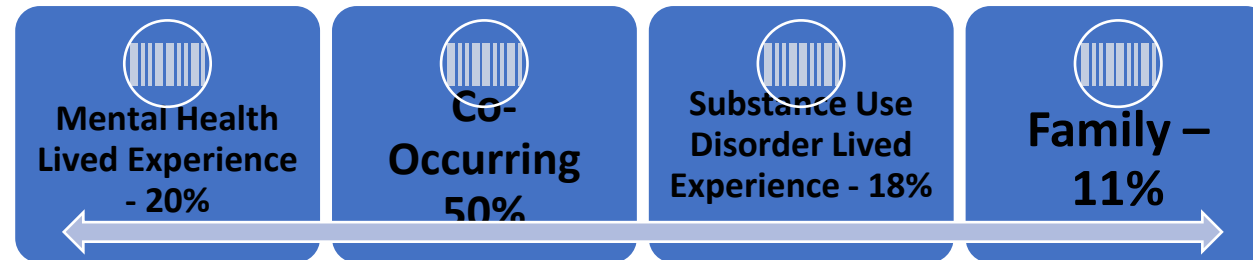 Mental Health
Lived Experience
- 20%
Co-
Occurring
50%
Substance Use
Disorder Lived
Experience - 18%
Family –
11%